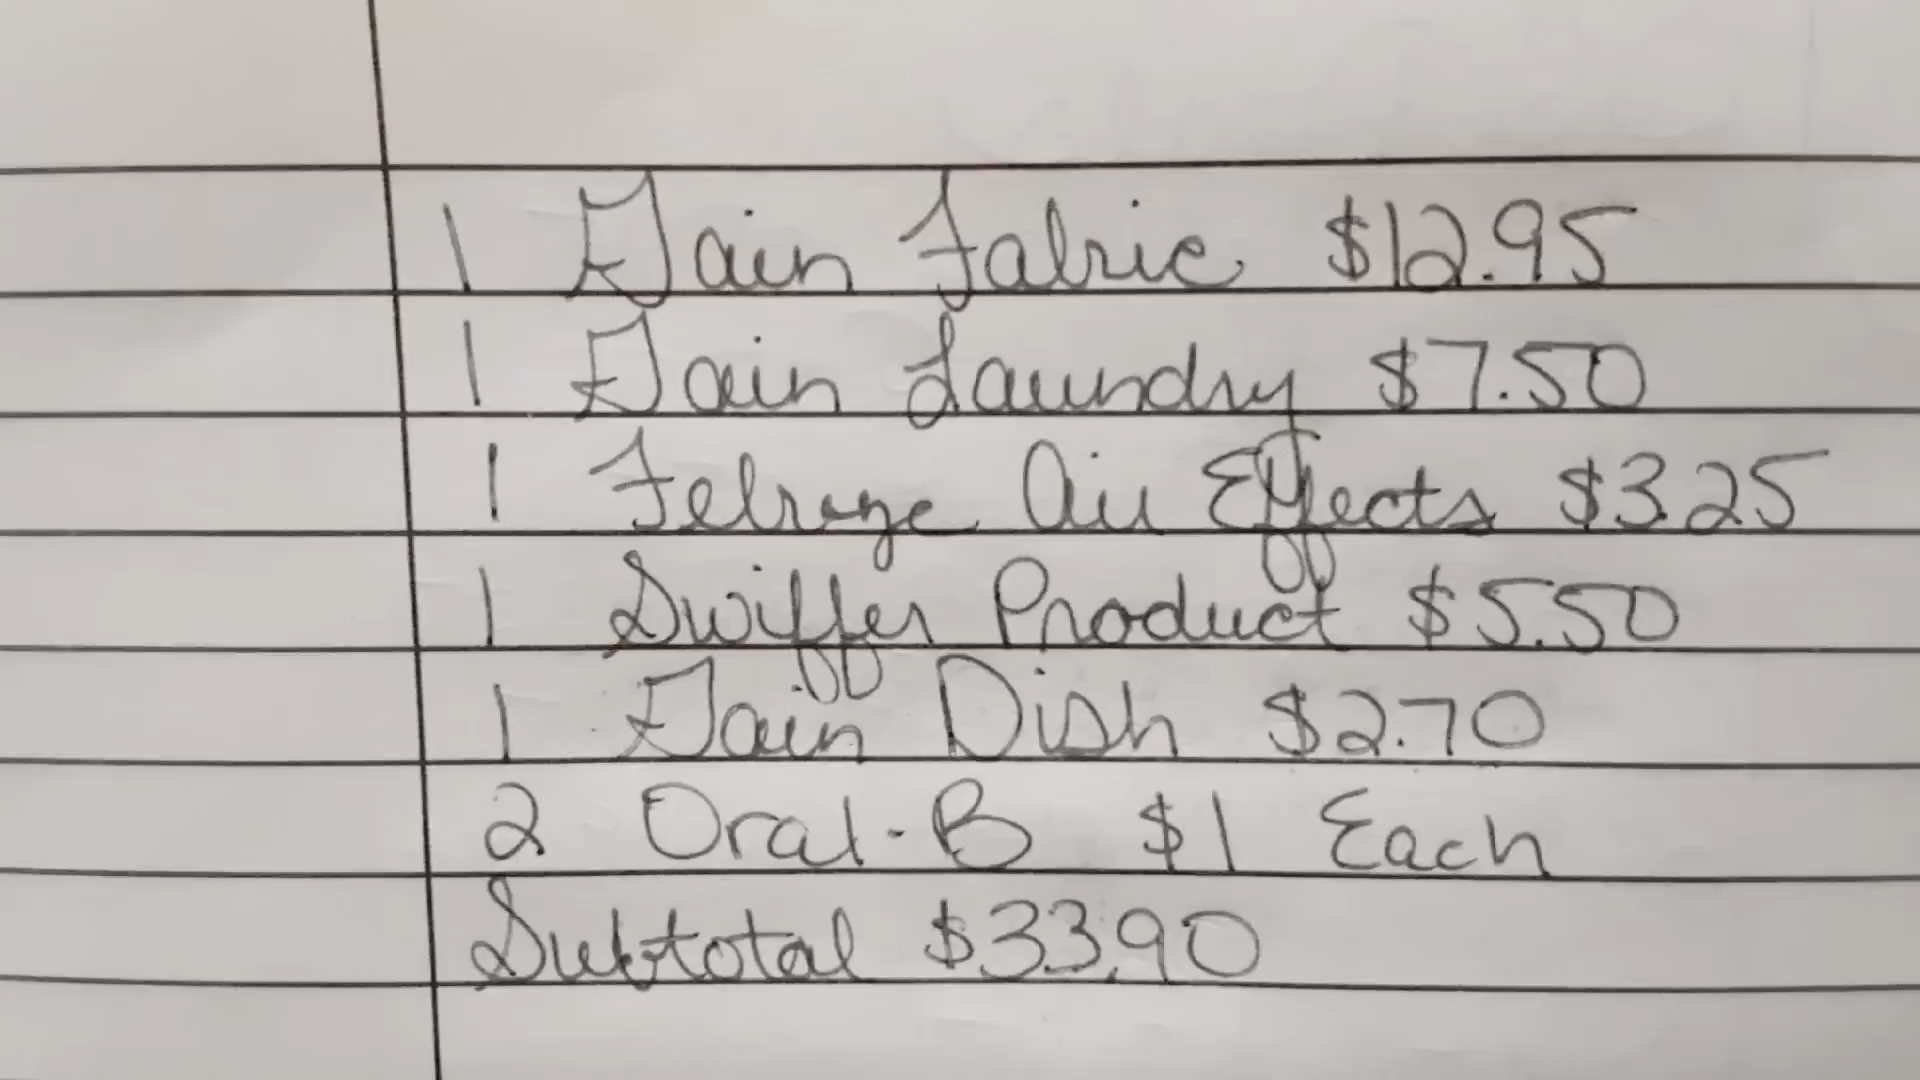 1 Gain Fabric $12.95
1 Gain Laundry $7.50
1 Febreze Air Effects $3.25
1 Swiffer Product $5.50
1 Gain Dish $2.70
2 Oral-B $1 Each
Subtotal $33.90